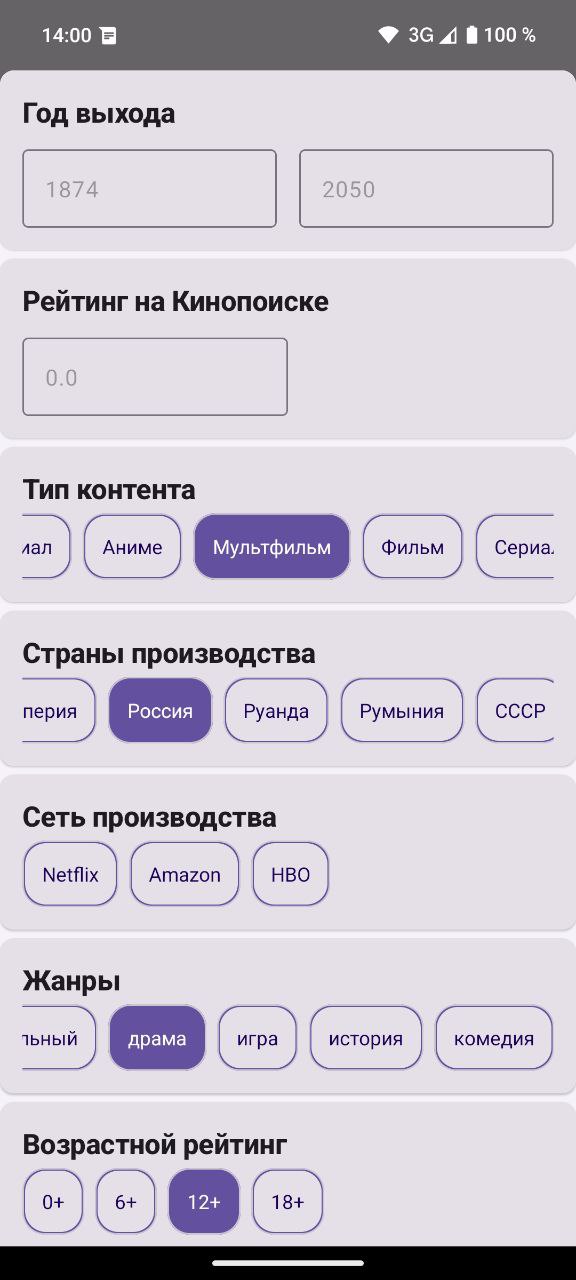 14:00 3G 100 %
Год выхода
1874 2050
Рейтинг на Кинопоиске
0.0
Тип контента
иал Аниме Мультфильм Фильм Сериал
Страны производства
перия Россия Руанда Румыния СССР
Сеть производства
Netflix Amazon HBO
Жанры
льный драма игра история комедия
Возрастной рейтинг
0+ 6+ 12+ 18+